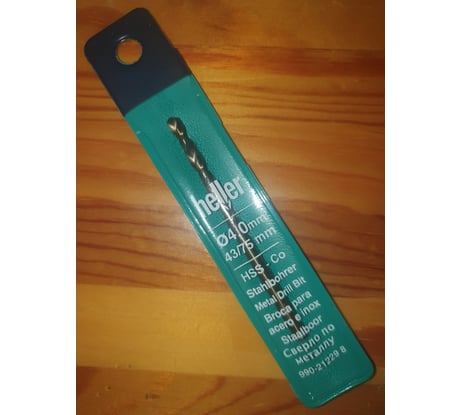 heller
Ø4,0mm
43/75 mm
HSS - Co
Stahlbohrer
Metal Drill Bit
Broca para
acero e inox
Staalboor
Сверло по
металлу
990-21229 8